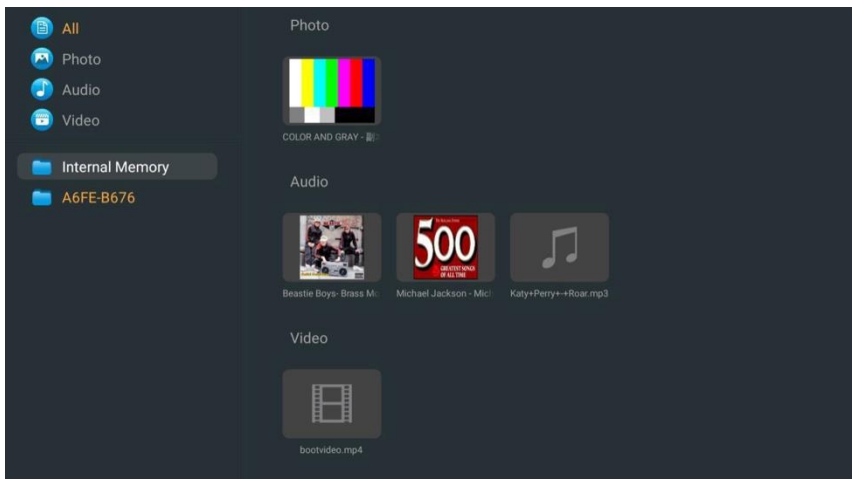 All
Photo
Audio
Video
Internal Memory
A6FE-B676
Photo
COLOR AND GRAY -
Audio
500
GREATEST SONGS
OF ALL TIME
Beastie Boys- Brass
Michael Jackson -
Katy+Perry+-+Roar.mp3
Video
bootvideo.mp4